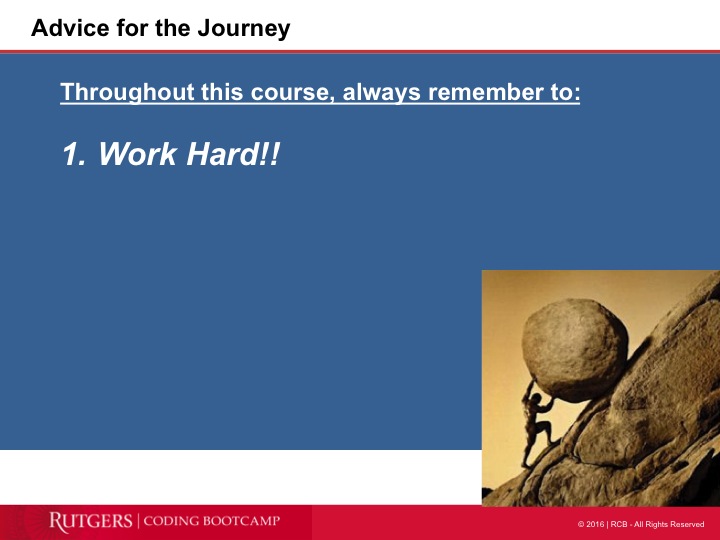 Advice for the Journey
Throughout this course, always remember to:
1. Work Hard!!
RUTGERS | CODING BOOTCAMP
© 2016 | RCB - All Rights Reserved